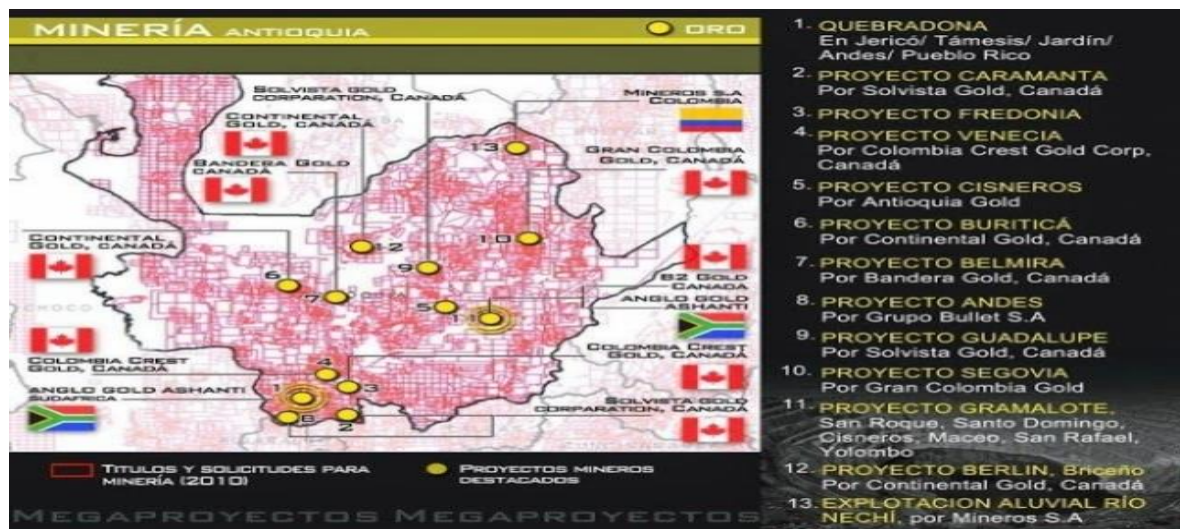 MINERÍA ANTIOQUIA
ORO
SOLVISTA GOLD
CORPARATION, CANADÁ
CONTINENTAL
GOLD, CANADÁ
BANDERA GOLD
CANADÁ
MINEROS S.A
COLOMBIA
GRAN COLOMBIA
GOLD, CANADÁ
CONTINENTAL
GOLD, CANADÁ
B2 GOLD
CANADA
ANGLO GOLD
ASHANTI
COLOMBIA CREST
GOLD, CANADÁ
COLOMBIA CREST
GOLD, CANADÁ
ANGLO GOLD ASHANTI
SUDAFRICA
SOLVISTA GOLD
CORPARATION, CANADÁ
CHOCO
13
12
10
9
6
7
5
11
4
1
3
8
2
TITULOS Y SOLICITUDES PARA
MINERÍA (2010)
PROYECTOS MINEROS
DESTACADOS
MEGAPROYECTOS MEGAPROYECTOS
1. QUEBRADONA
En Jericó/ Támesis/ Jardín/
Andes/ Pueblo Rico
2. PROYECTO CARAMANTA
Por Solvista Gold, Canadá
3. PROYECTO FREDONIA
4. PROYECTO VENECIA
Por Colombia Crest Gold Corp,
Canadá
5. PROYECTO CISNEROS
Por Antioquia Gold
6. PROYECTO BURITICÁ
Por Continental Gold, Canadá
7. PROYECTO BELMIRA
Por Bandera Gold, Canadá
8. PROYECTO ANDES
Por Grupo Bullet S.A
9. PROYECTO GUADALUPE
Por Solvista Gold, Canadá
10. PROYECTO SEGOVIA
Por Gran Colombia Gold
11. PROYECTO GRAMALOTE,
San Roque, Santo Domingo,
Cisneros, Maceo, San Rafael,
Yolombo
12. PROYECTO BERLIN. Briceño
Por Continental Gold, Canadá
13. EXPLOTACION ALUVIAL RÍO
NECHÍ, por Mineros S.A